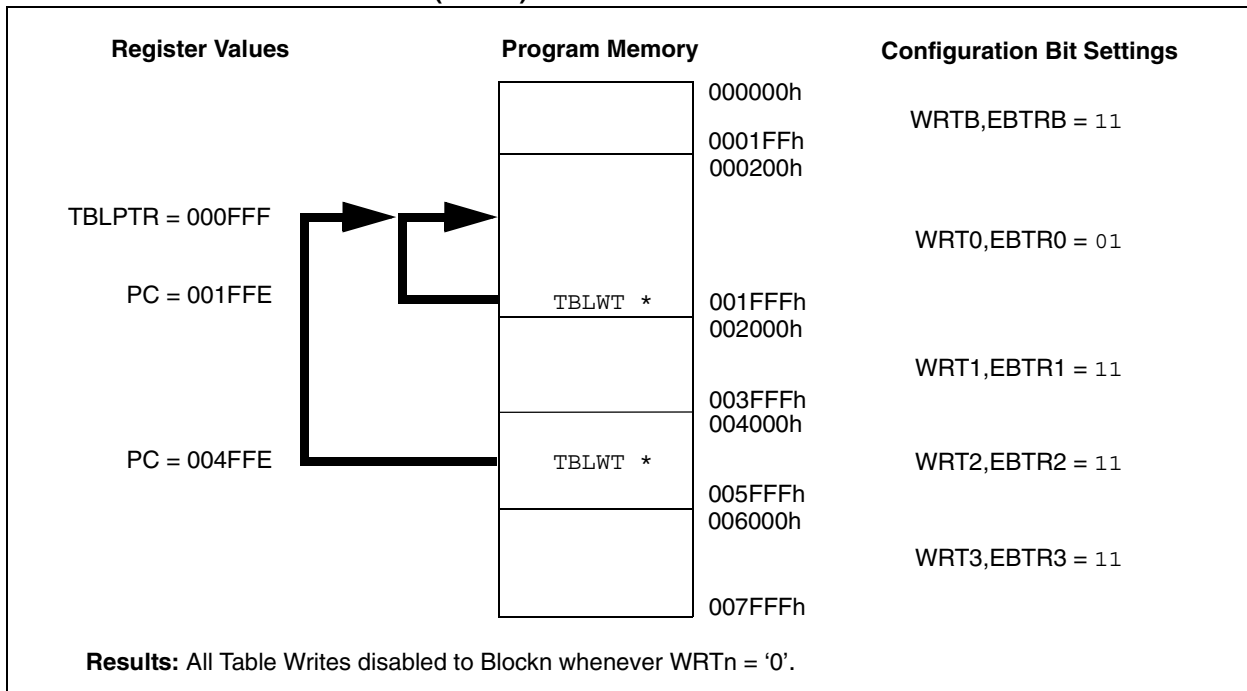 Register Values Program Memory Configuration Bit Settings
000000h
WRTB,EBTRB = 11
0001FFh
000200h
TBLPTR = 000FFF
WRT0,EBTR0 = 01
PC = 001FFE TBLWT * 001FFFh
002000h
WRT1,EBTR1 = 11
003FFFh
004000h
PC = 004FFE TBLWT * WRT2,EBTR2 = 11
005FFFh
006000h
WRT3,EBTR3 = 11
007FFFh
Results: All Table Writes disabled to Blockn whenever WRTn = ‘0’.